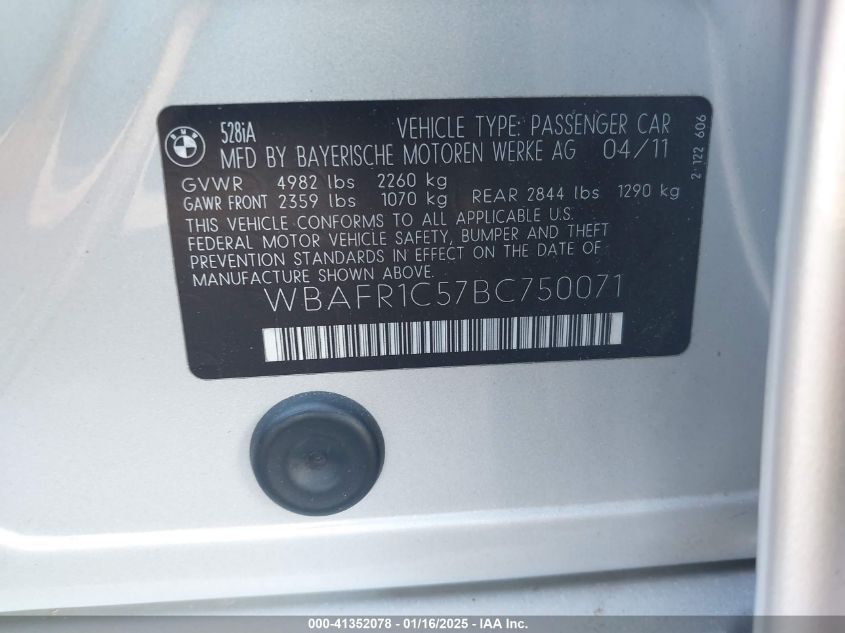 BMW
528iA VEHICLE TYPE: PASSENGER CAR
MFD BY BAYERISCHE MOTOREN WERKE AG 04/11
GVWR 4982 lbs 2260 kg
GAWR FRONT 2359 lbs 1070 kg REAR 2844 lbs 1290 kg
THIS VEHICLE CONFORMS TO ALL APPLICABLE U.S.
FEDERAL MOTOR VEHICLE SAFETY, BUMPER AND THEFT
PREVENTION STANDARDS IN EFFECT ON THE DATE OF
MANUFACTURE SHOWN ABOVE.
WBAFR1C57BC750071
2 122 606
000-41352078 - 01/16/2025 - IAA Inc.